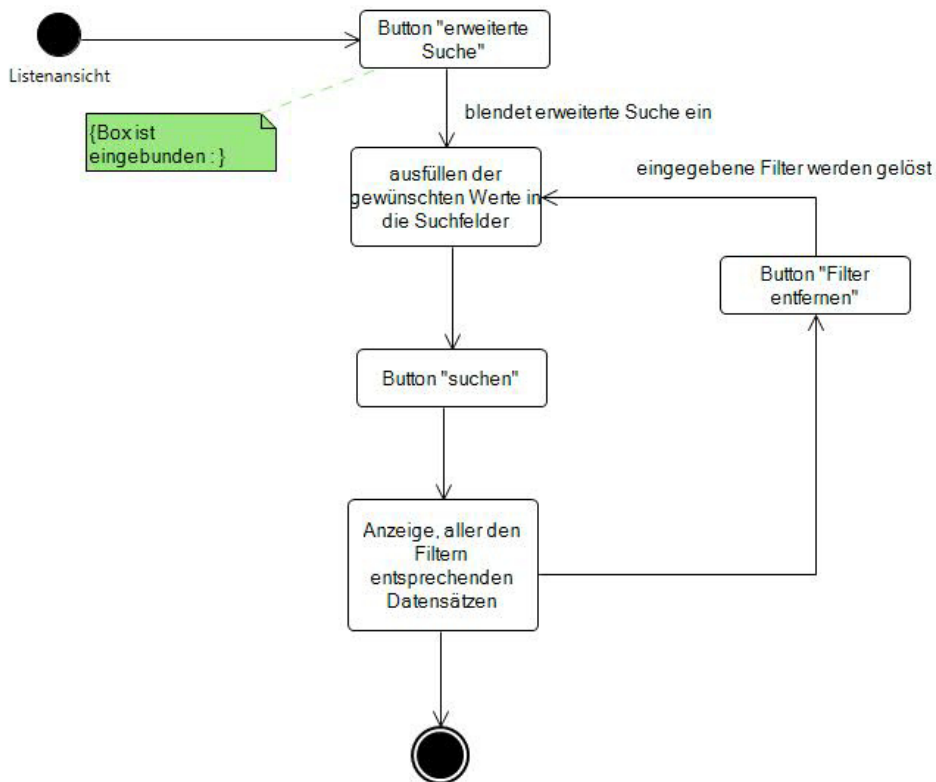 Button "erweiterte
Suche"
Listenansicht
{Box ist
eingebunden : }
blendet erweiterte Suche ein
ausfüllen der
gewünschten Werte in
die Suchfelder
eingegebene Filter werden gelöst
Button "Filter
entfernen"
Button "suchen"
Anzeige, aller den
Filtern
entsprechenden
Datensätzen